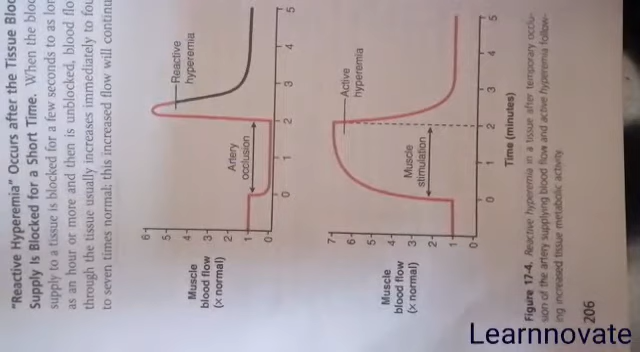 "Reactive Hyperemia" Occurs after the Tissue Blood
Supply Is Blocked for a Short Time. When the blood
supply to a tissue is blocked for a few seconds to as
as an hour or more and then is unblocked, blood
through the tissue usually increases immediately to
to seven times normal; this increased flow will
6
5
4
3
2
1
0
Muscle
blood flow
(x normal)
Reactive
hyperemia
Artery
occlusion
0
1
2
3
4
5
7
6
5
4
3
2
1
0
Muscle
blood flow
(x normal)
Active
hyperemia
Muscle
stimulation
0
1
2
3
4
5
Time (minutes)
Figure 17-4. Reactive hyperemia in a tissue after temporary occlu-
sion of the artery supplying blood flow and active hyperemia follow-
ing increased tissue metabolic activity.
206
Learnnovate